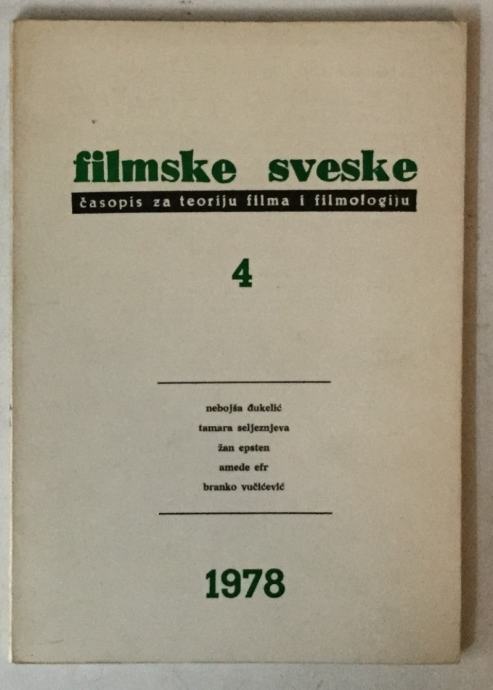 filmske sveske
časopis za teoriju filma i filmologiju
4
nebojša đukelić
tamara seljeznjeva
žan epsten
amede efr
branko vučićević
1978